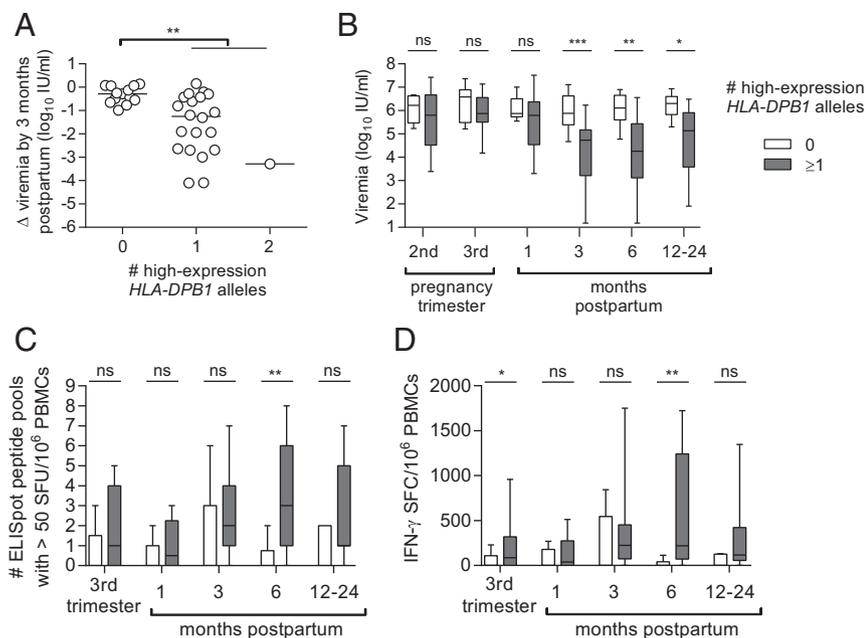 A
**
Δ viremia by 3 months
postpartum (log10 IU/ml)
1
0
-1
-2
-3
-4
-5
-6
0 1 2
# high-expression
HLA-DPB1 alleles
B
ns ns ns *** ** *
Viremia (log10 IU/ml)
8
7
6
5
4
3
2
1
2nd 3rd 1 3 6 12-24
pregnancy
trimester
months
postpartum
# high-expression
HLA-DPB1 alleles
0
≥1
C
ns ns ns ** ns
# ELISpot peptide pools
with > 50 SFU/10^6 PBMCs
9
8
7
6
5
4
3
2
1
0
3rd
trimester
1 3 6 12-24
months postpartum
D
* ns ns ** ns
IFN-γ SFC/10^6 PBMCs
2000
1500
1000
500
0
3rd
trimester
1 3 6 12-24
months postpartum